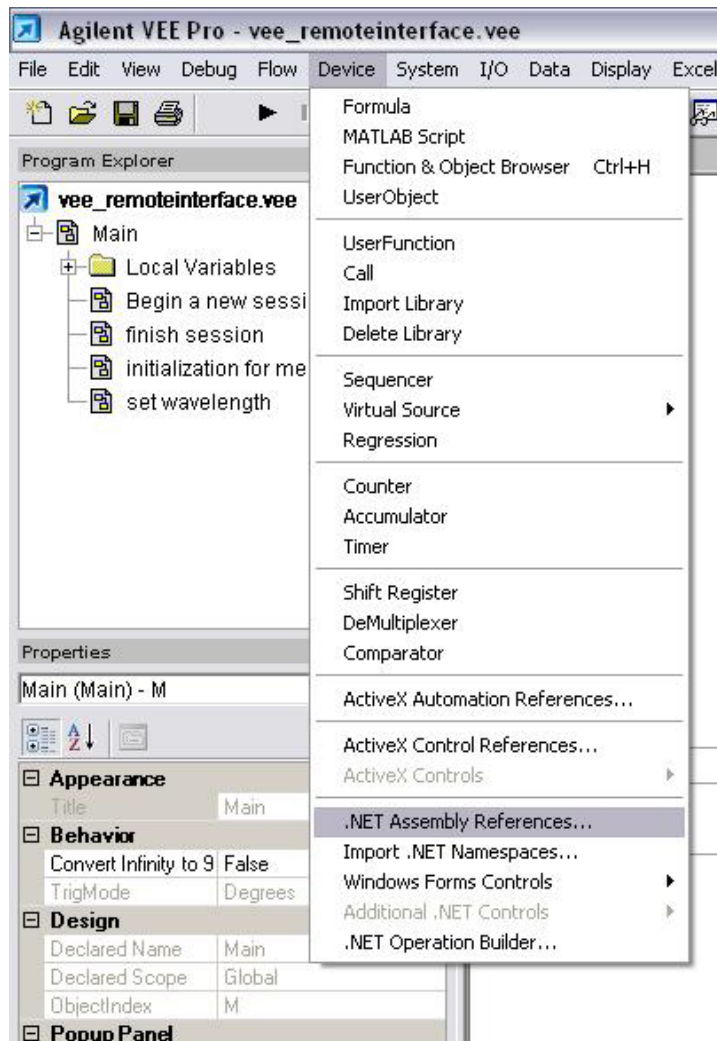 Agilent VEE Pro - vee_remoteinterface.vee
File Edit View Debug Flow Device System I/O Data Display Excel
Program Explorer
vee_remoteinterface.vee
Main
Local Variables
Begin a new sessi
finish session
initialization for me
set wavelength
Formula
MATLAB Script
Function & Object Browser Ctrl+H
UserObject
UserFunction
Call
Import Library
Delete Library
Sequencer
Virtual Source
Regression
Counter
Accumulator
Timer
Shift Register
DeMultiplexer
Comparator
ActiveX Automation References...
ActiveX Control References...
ActiveX Controls
.NET Assembly References...
Import .NET Namespaces...
Windows Forms Controls
Additional .NET Controls
.NET Operation Builder...
Properties
Main (Main) - M
Appearance
Title Main
Behavior
Convert Infinity to 9 False
TrigMode Degrees
Design
Declared Name Main
Declared Scope Global
ObjectIndex M
Popup Panel